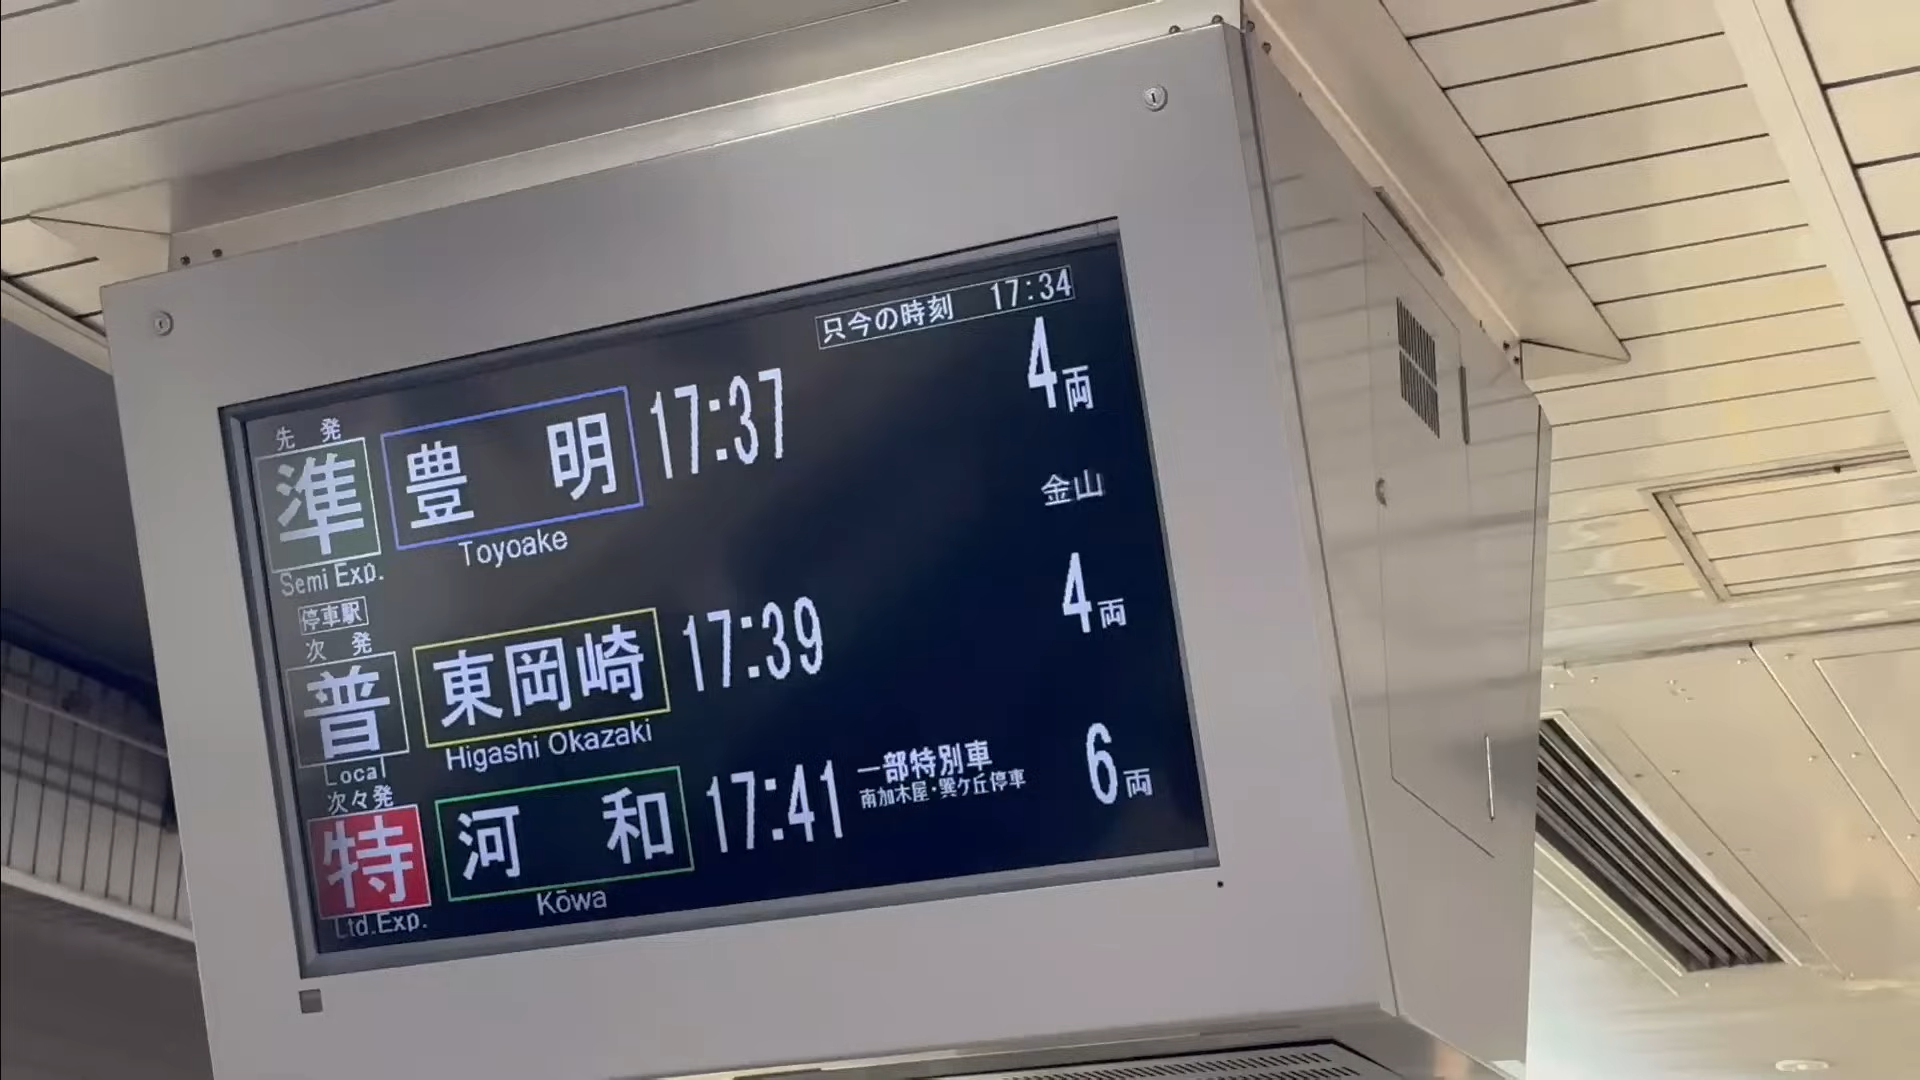 只今の時刻 17:34
先発
準 豊明 17:37 4両
Semi Exp. Toyoake
停車駅 金山
次発
普 東岡崎 17:39 4両
Local Higashi Okazaki
次々発
特 河和 17:41 一部特別車 6両
南加木屋・巽ケ丘停車
Ltd.Exp. Kōwa